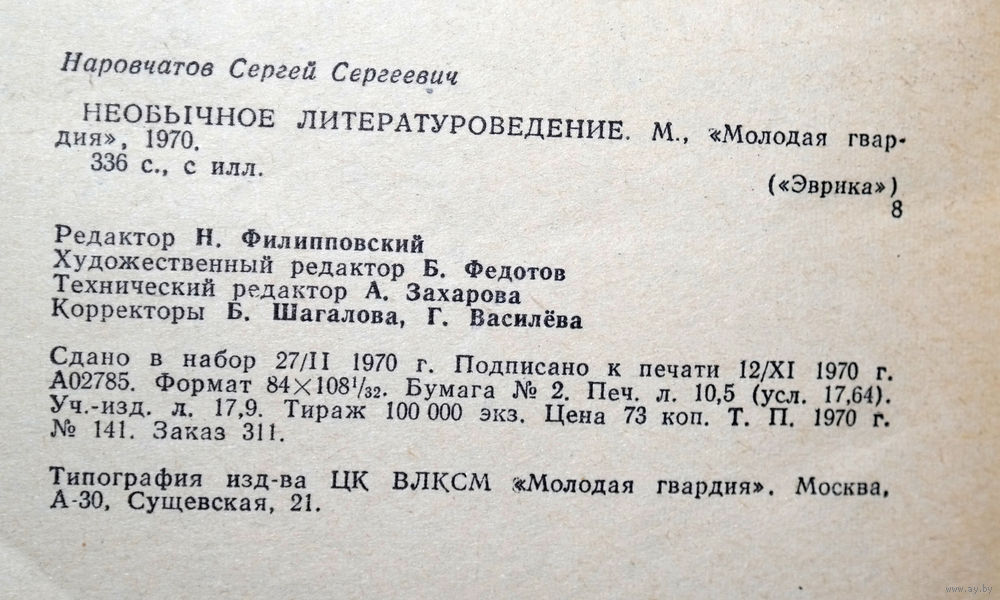 Наровчатов Сергей Сергеевич
НЕОБЫЧНОЕ ЛИТЕРАТУРОВЕДЕНИЕ. М., «Молодая гвар-
дия», 1970.
336 с., с илл.
(«Эврика»)
8
Редактор Н. Филипповский
Художественный редактор Б. Федотов
Технический редактор А. Захарова
Корректоры Б. Шагалова, Г. Василёва
Сдано в набор 27/II 1970 г. Подписано к печати 12/XI 1970 г.
А02785. Формат 84×108¹/₃₂. Бумага № 2. Печ. л. 10,5 (усл. 17,64).
Уч.-изд. л. 17,9. Тираж 100 000 экз. Цена 73 коп. Т. П. 1970 г.
№ 141. Заказ 311.
Типография изд-ва ЦК ВЛКСМ «Молодая гвардия». Москва,
А-30, Сущевская, 21.
www.ay.by